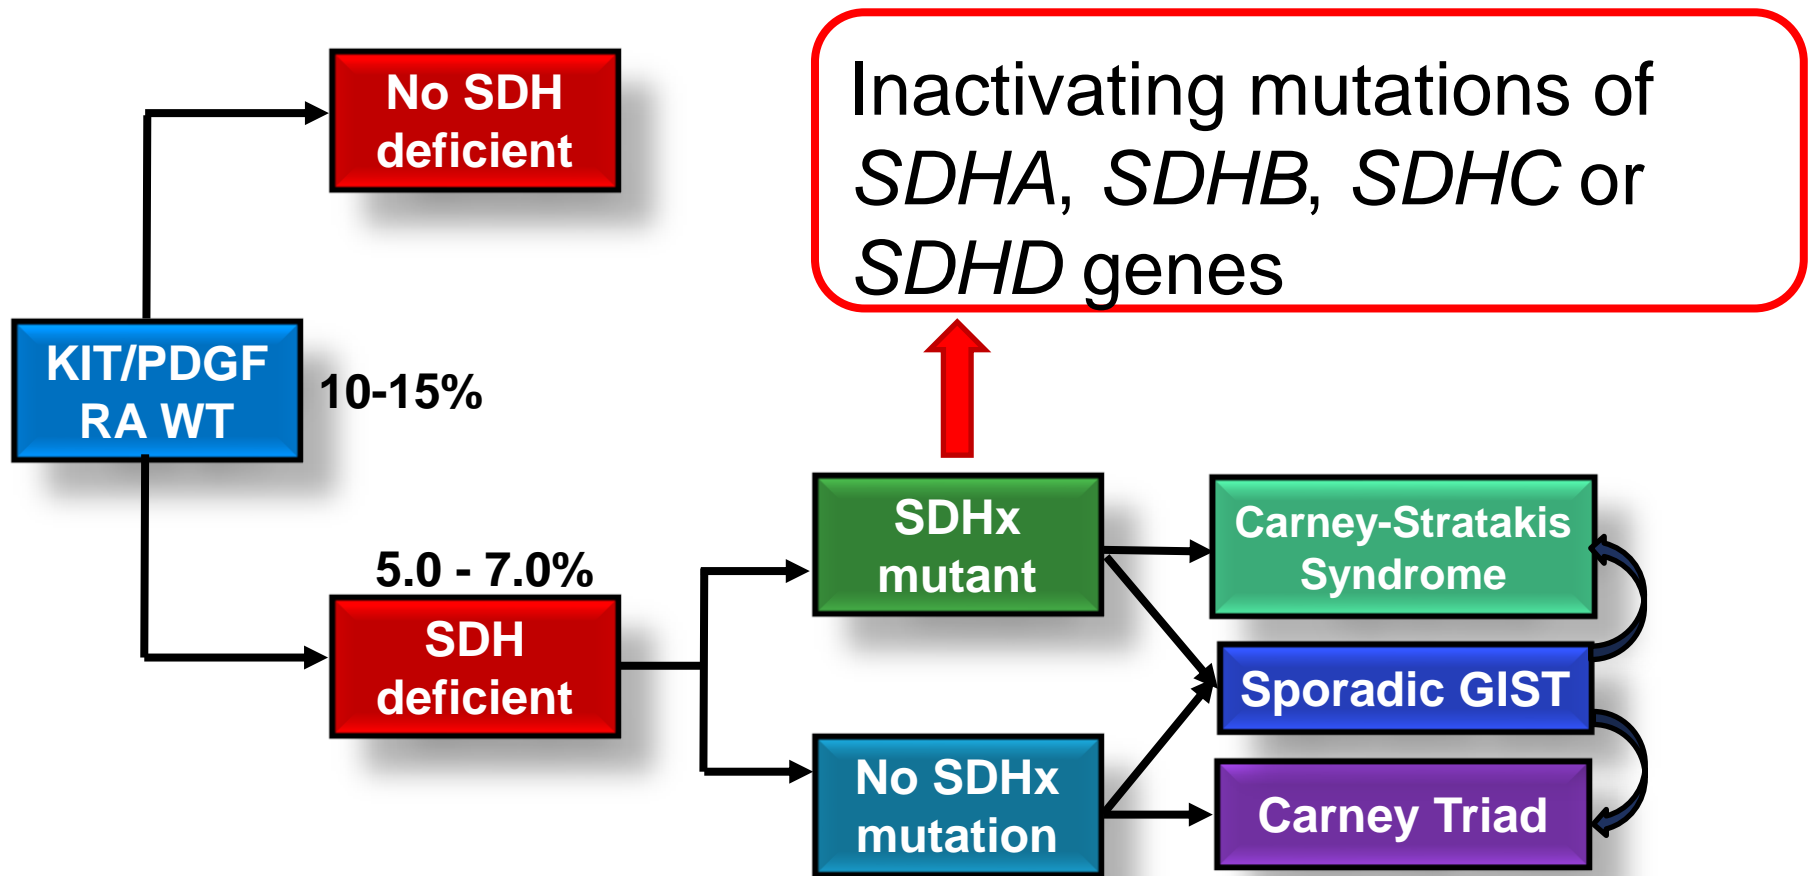 No SDH
deficient
Inactivating mutations of
SDHA, SDHB, SDHC or
SDHD genes
KIT/PDGF
RA WT
10-15%
5.0 - 7.0%
SDH
deficient
SDHx
mutant
Carney-Stratakis
Syndrome
Sporadic GIST
No SDHx
mutation
Carney Triad